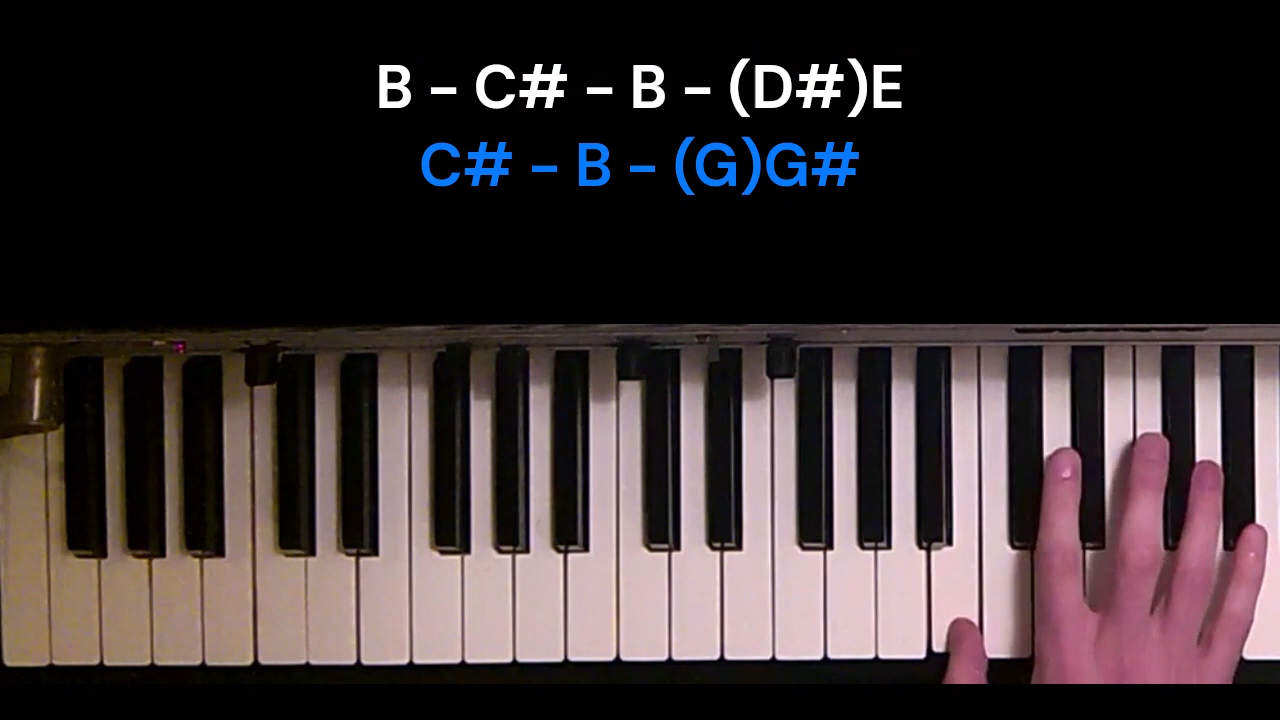 B – C# – B – (D#)E
C# – B – (G)G#